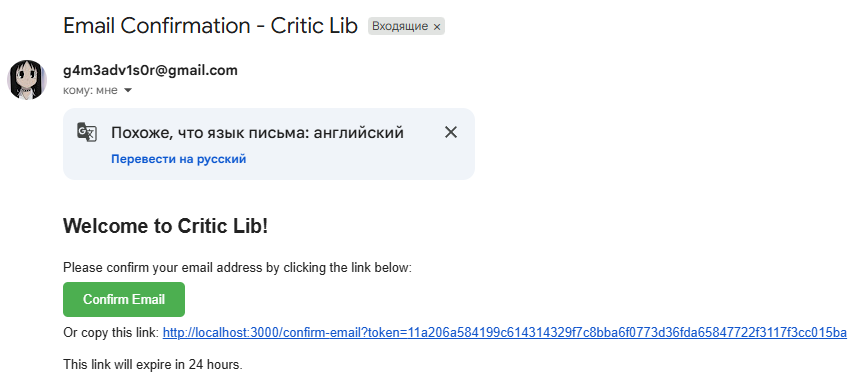 Email Confirmation - Critic Lib Входящие ×
g4m3adv1s0r@gmail.com
кому: мне
Похоже, что язык письма: английский
Перевести на русский
Welcome to Critic Lib!
Please confirm your email address by clicking the link below:
Confirm Email
Or copy this link: http://localhost:3000/confirm-email?token=11a206a584199c614314329f7c8bba6f0773d36fda65847722f3117f3cc015ba
This link will expire in 24 hours.